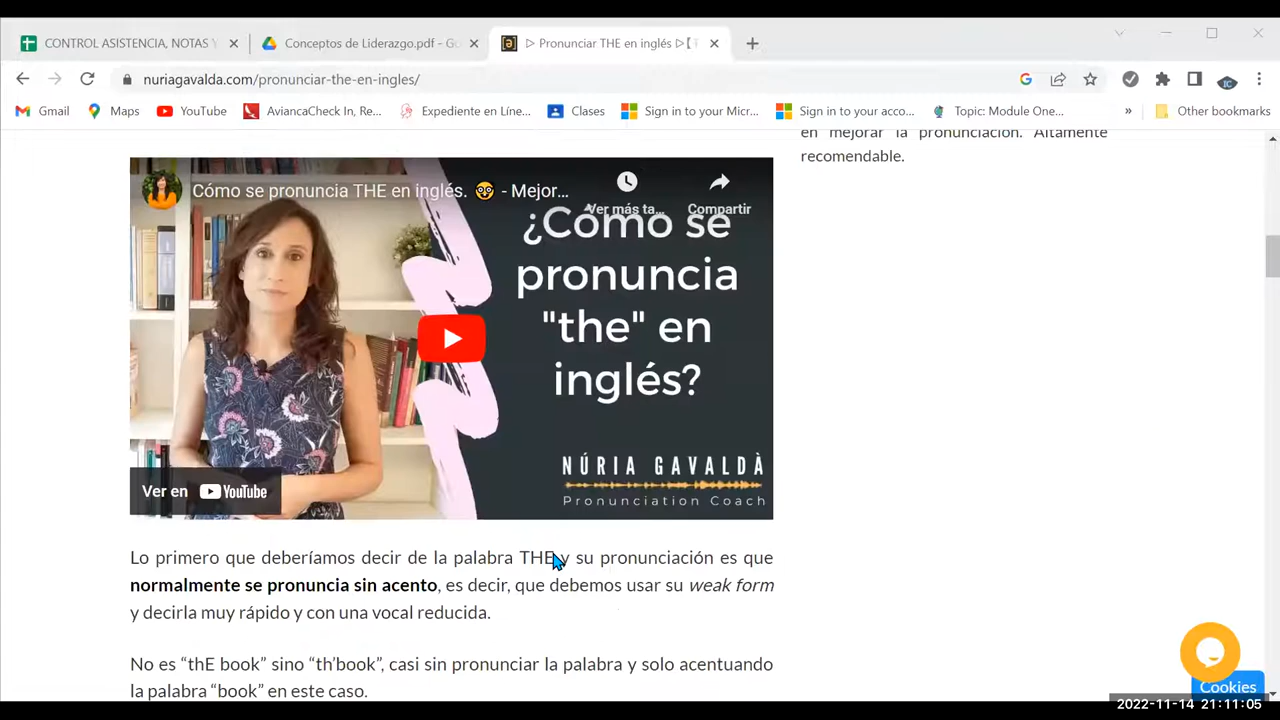 CONTROL ASISTENCIA, NOTAS Y
Conceptos de Liderazgo.pdf - Go
▷ Pronunciar THE en inglés ▷【T
nuriagavalda.com/pronunciar-the-en-ingles/
Gmail
Maps
YouTube
AviancaCheck In, Re...
Expediente en Líne...
Clases
Sign in to your Micr...
Sign in to your acco...
Topic: Module One...
»
Other bookmarks
en mejorar la pronunciación. Altamente
recomendable.
Cómo se pronuncia THE en inglés. 🤓 - Mejor...
Ver más ta...
Compartir
¿Cómo se
pronuncia
"the" en
inglés?
NÚRIA GAVALDÀ
Pronunciation Coach
Ver en YouTube
Lo primero que deberíamos decir de la palabra THE y su pronunciación es que
normalmente se pronuncia sin acento, es decir, que debemos usar su weak form
y decirla muy rápido y con una vocal reducida.
No es “thE book” sino “th’book”, casi sin pronunciar la palabra y solo acentuando
la palabra “book” en este caso.
Cookies
2022-11-14 21:11:05